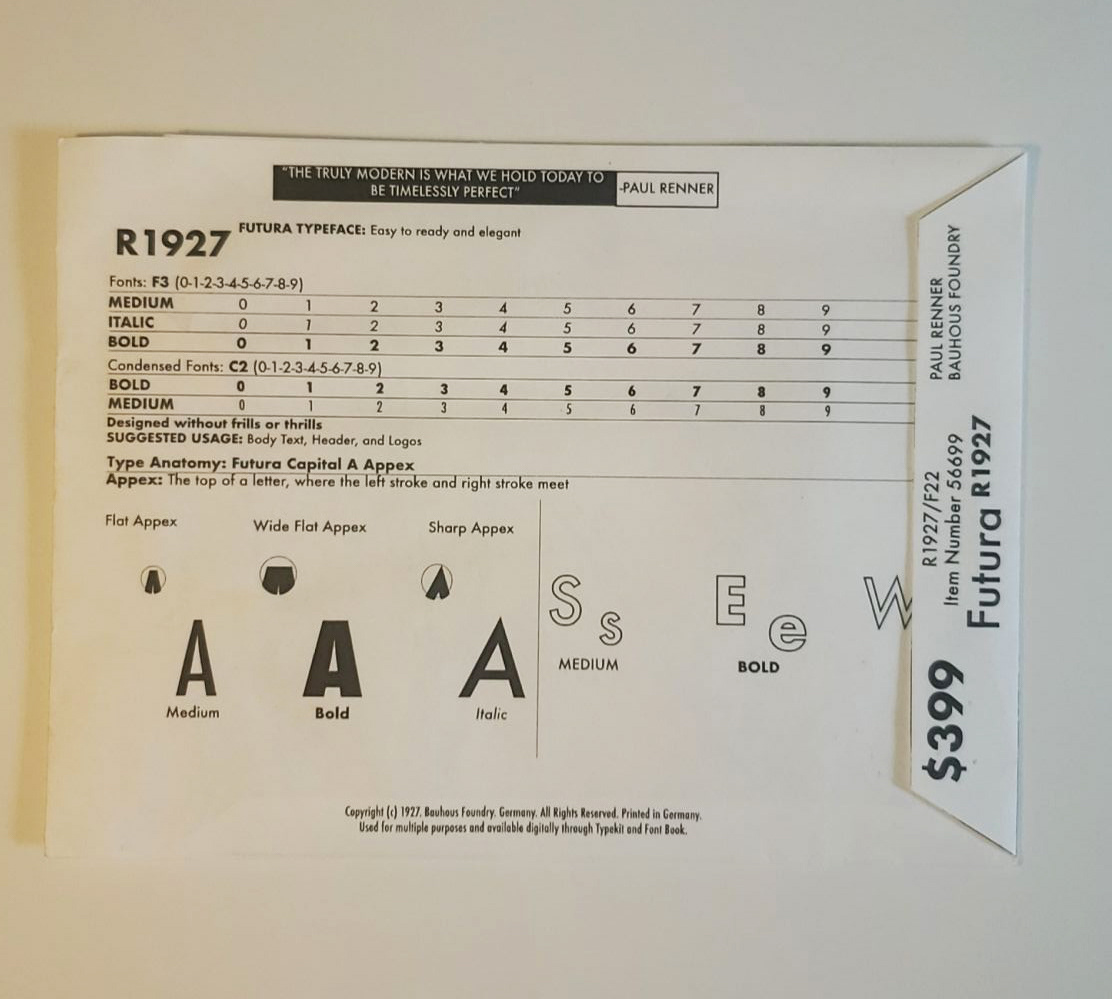 "THE TRULY MODERN IS WHAT WE HOLD TODAY TO
BE TIMELESSLY PERFECT"
-PAUL RENNER
R1927 FUTURA TYPEFACE: Easy to ready and elegant
Fonts: F3 (0-1-2-3-4-5-6-7-8-9)
MEDIUM 0 1 2 3 4 5 6 7 8 9
ITALIC 0 1 2 3 4 5 6 7 8 9
BOLD 0 1 2 3 4 5 6 7 8 9
Condensed Fonts: C2 (0-1-2-3-4-5-6-7-8-9)
BOLD 0 1 2 3 4 5 6 7 8 9
MEDIUM 0 1 2 3 4 5 6 7 8 9
Designed without frills or thrills
SUGGESTED USAGE: Body Text, Header, and Logos
Type Anatomy: Futura Capital A Appex
Appex: The top of a letter, where the left stroke and right stroke meet
Flat Appex Wide Flat Appex Sharp Appex
A A A
Medium Bold Italic
S s E e W
MEDIUM BOLD
Copyright (c) 1927. Bauhous Foundry. Germany. All Rights Reserved. Printed in Germany.
Used for multiple purposes and available digitally through Typekit and Font Book.
PAUL RENNER
BAUHOUS FOUNDRY
R1927/F22
Item Number 56699
Futura R1927
$399